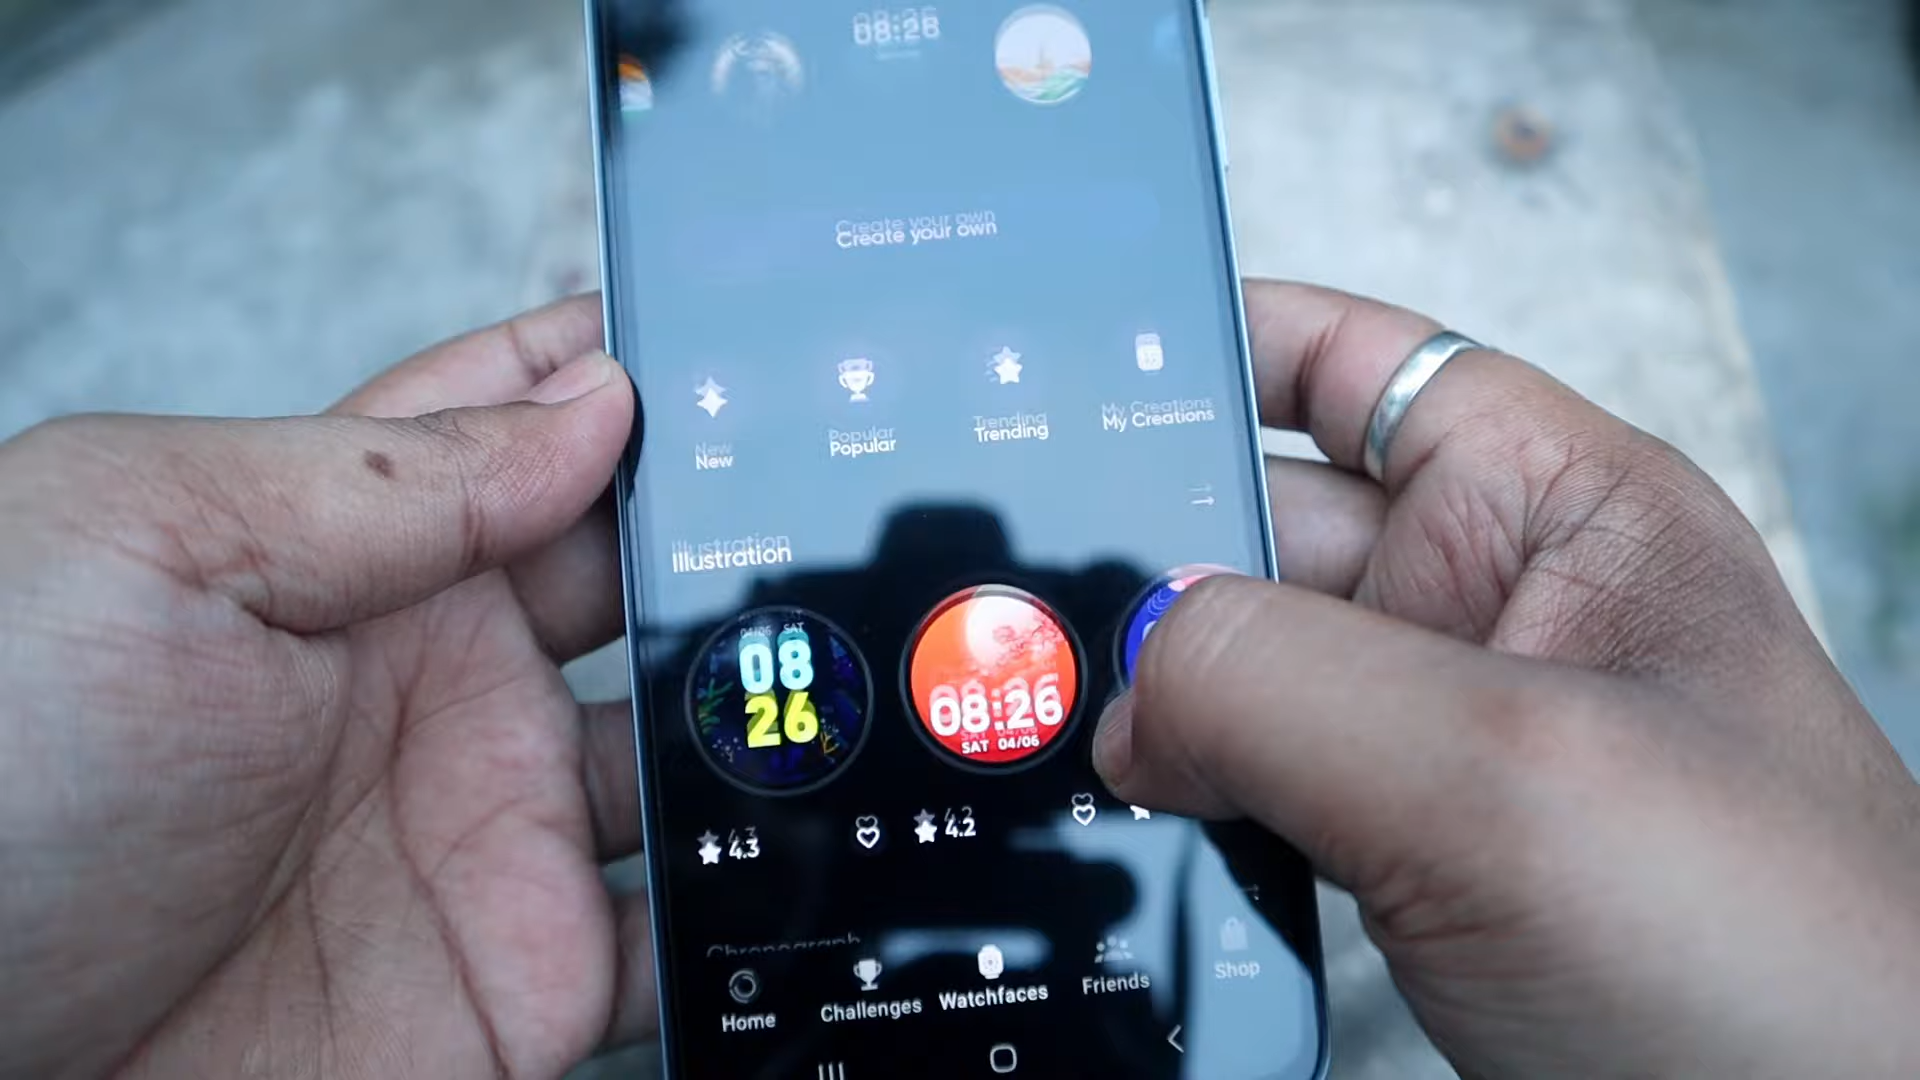 08:26
Create your own
New
Popular
Trending
My Creations
Illustration
04/06 SAT
08
26
08:26
SAT 04/06
4.3
4.2
Chronograph
Home
Challenges
Watchfaces
Friends
Shop